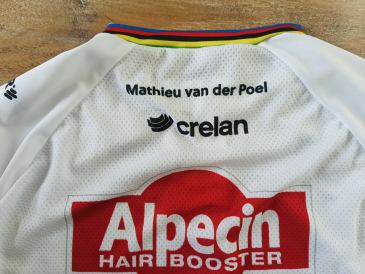 Mathieu van der Poel
crelan
Alpecin
HAIR BOOSTER